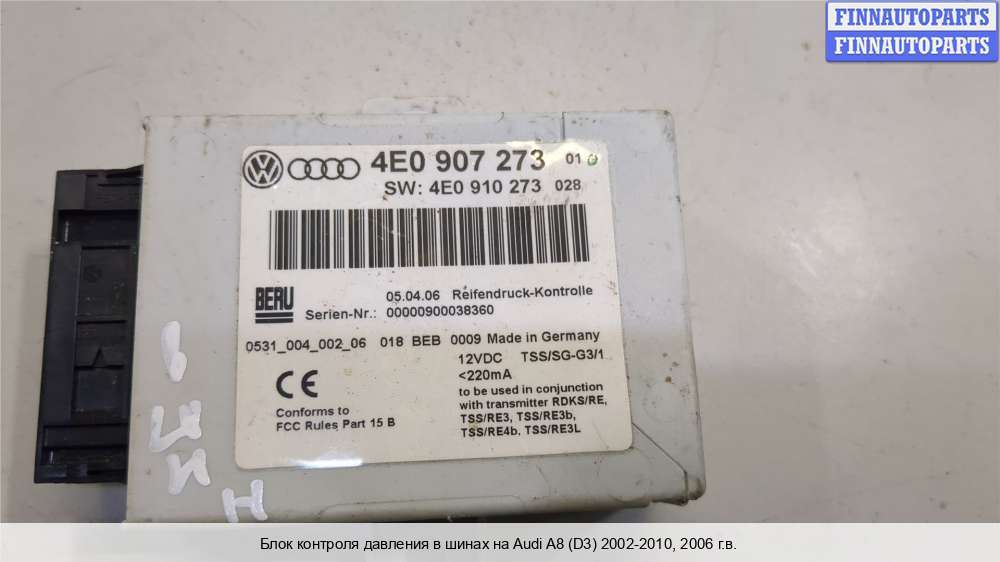 FINNAUTOPARTS
FINNAUTOPARTS
4E0 907 273 01
SW: 4E0 910 273 028
BERU
05.04.06 Reifendruck-Kontrolle
Serien-Nr.: 00000900038360
0531_004_002_06 018 BEB 0009 Made in Germany
12VDC TSS/SG-G3/1
<220mA
CE
to be used in conjunction
with transmitter RDKS/RE,
TSS/RE3, TSS/RE3b,
TSS/RE4b, TSS/RE3L
Conforms to
FCC Rules Part 15 B
Блок контроля давления в шинах на Audi A8 (D3) 2002-2010, 2006 г.в.